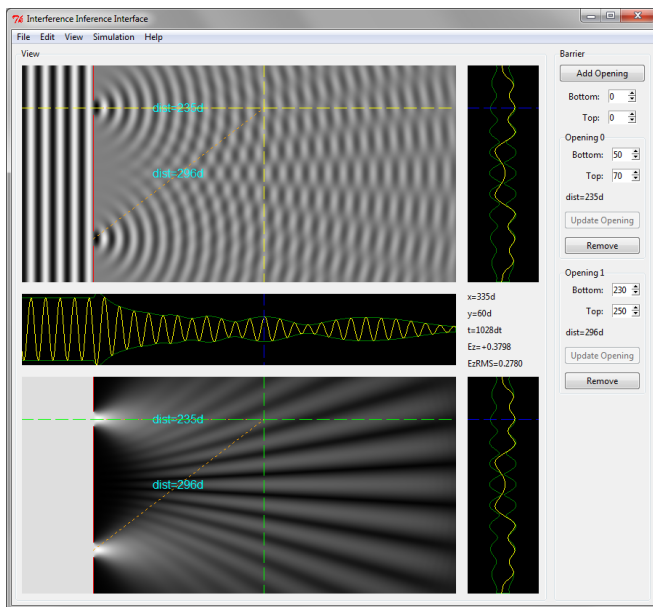 Interference Inference Interface
File Edit View Simulation Help
View
dist=235d
dist=296d
x=335d
y=60d
t=1028dt
Ez=+0.3798
EzRMS=0.2780
dist=235d
dist=296d
Barrier
Add Opening
Bottom: 0
Top: 0
Opening 0
Bottom: 50
Top: 70
dist=235d
Update Opening
Remove
Opening 1
Bottom: 230
Top: 250
dist=296d
Update Opening
Remove